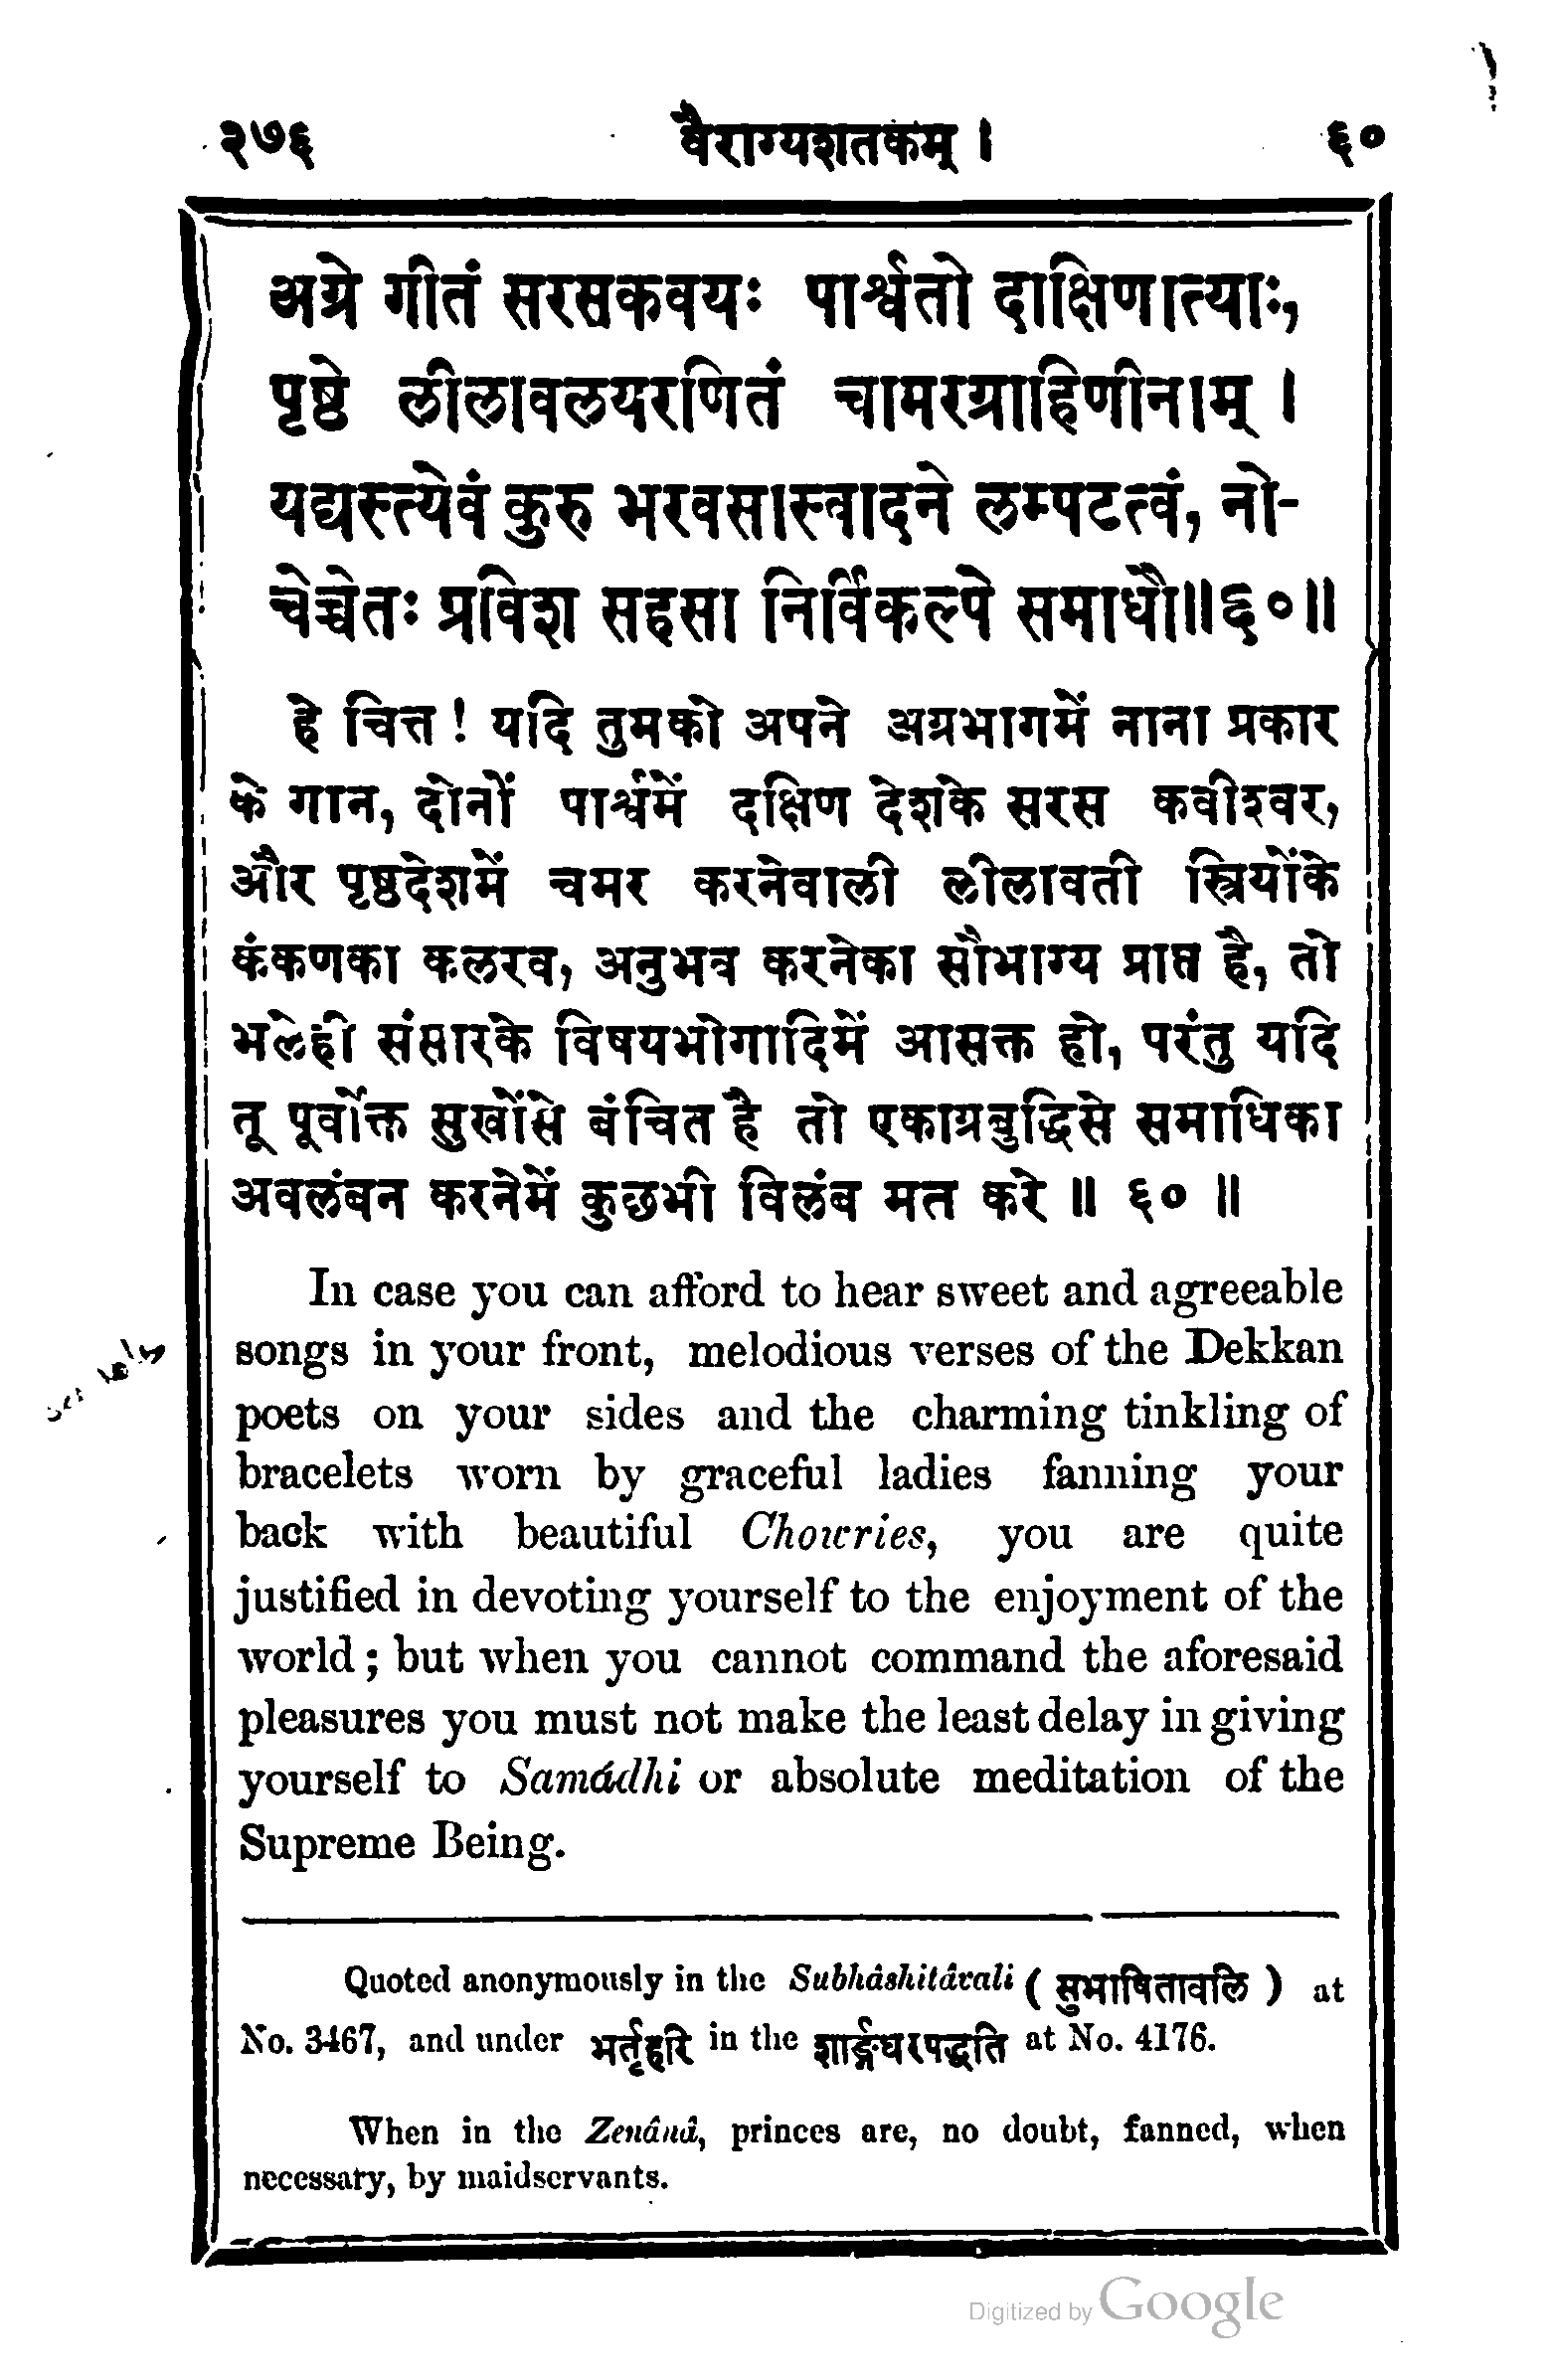 २७६ वैराग्यशतकम् । ६०
अग्रे गीतं सरसकवयः पार्श्वतो दाक्षिणात्याः,
पृष्ठे लीलावलयरणितं चामरग्राहिणीनाम् ।
यद्यस्त्येवं कुरु भरवसास्वादने लम्पटत्वं, नो-
चेच्चेतः प्रविश सहसा निर्विकल्पे समाधौ॥६०॥
हे चित्त ! यदि तुमको अपने अग्रभागमें नाना प्रकार
के गान, दोनों पार्श्वमें दक्षिण देशके सरस कवीश्वर,
और पृष्ठदेशमें चमर करनेवाली लीलावती स्त्रियोंके
कंकणका कलरव, अनुभव करनेका सौभाग्य प्राप्त है, तो
भलेही संसारके विषयभोगादिमें आसक्त हो, परंतु यदि
तू पूर्वोक्त सुखोंसे बंचित है तो एकाग्रबुद्धिसे समाधिका
अवलंबन करनेमें कुछभी विलंब मत करे ॥ ६० ॥
In case you can afford to hear sweet and agreeable
songs in your front, melodious verses of the Dekkan
poets on your sides and the charming tinkling of
bracelets worn by graceful ladies fanning your
back with beautiful Chowries, you are quite
justified in devoting yourself to the enjoyment of the
world ; but when you cannot command the aforesaid
pleasures you must not make the least delay in giving
yourself to Samádhi or absolute meditation of the
Supreme Being.
Quoted anonymously in the Subhâshitâvali ( सुभाषितावलि ) at
No. 3467, and under भर्तृहरि in the शार्ङ्गधरपद्धति at No. 4176.
When in the Zenânâ, princes are, no doubt, fanned, when
necessary, by maidservants.
Digitized by Google